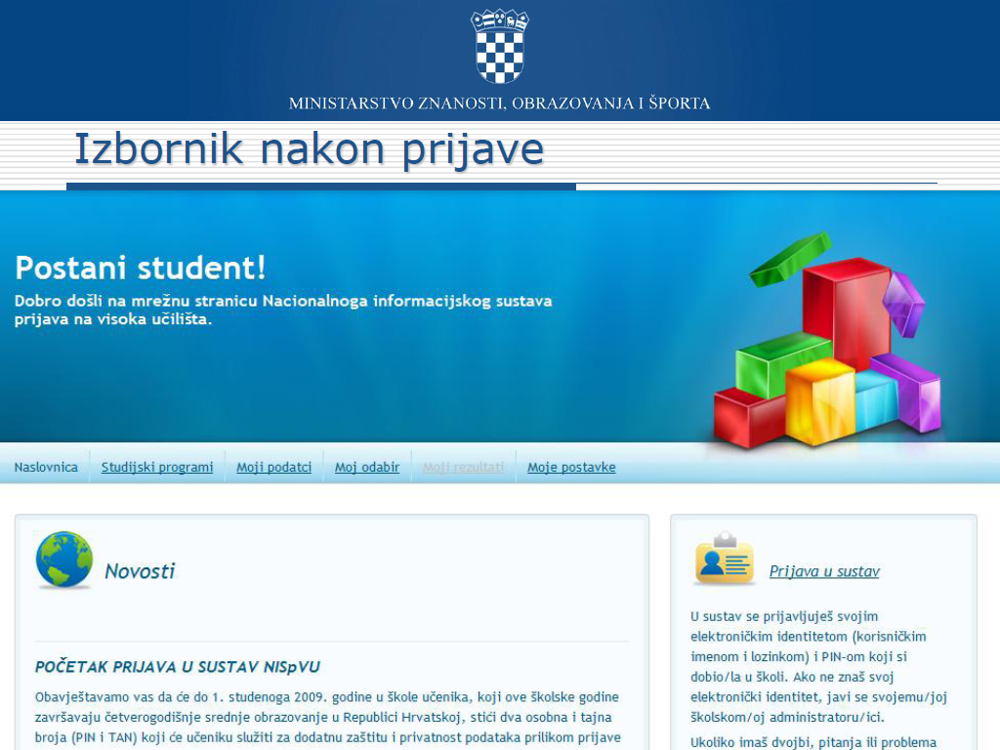 MINISTARSTVO ZNANOSTI, OBRAZOVANJA I ŠPORTA
Izbornik nakon prijave
Postani student!
Dobro došli na mrežnu stranicu Nacionalnoga informacijskog sustava
prijava na visoka učilišta.
Naslovnica Studijski programi Moji podatci Moj odabir Moji rezultati Moje postavke
Novosti
POČETAK PRIJAVA U SUSTAV NISpVU
Obavještavamo vas da će do 1. studenoga 2009. godine u škole učenika, koji ove školske godine
završavaju četverogodišnje srednje obrazovanje u Republici Hrvatskoj, stići dva osobna i tajna
broja (PIN i TAN) koji će učeniku služiti za dodatnu zaštitu i privatnost podataka prilikom prijave
Prijava u sustav
U sustav se prijavljuješ svojim
elektroničkim identitetom (korisničkim
imenom i lozinkom) i PIN-om koji si
dobio/la u školi. Ako ne znaš svoj
elektronički identitet, javi se svojemu/joj
školskom/oj administratoru/ici.
Ukoliko imaš dvojbi, pitanja ili problema